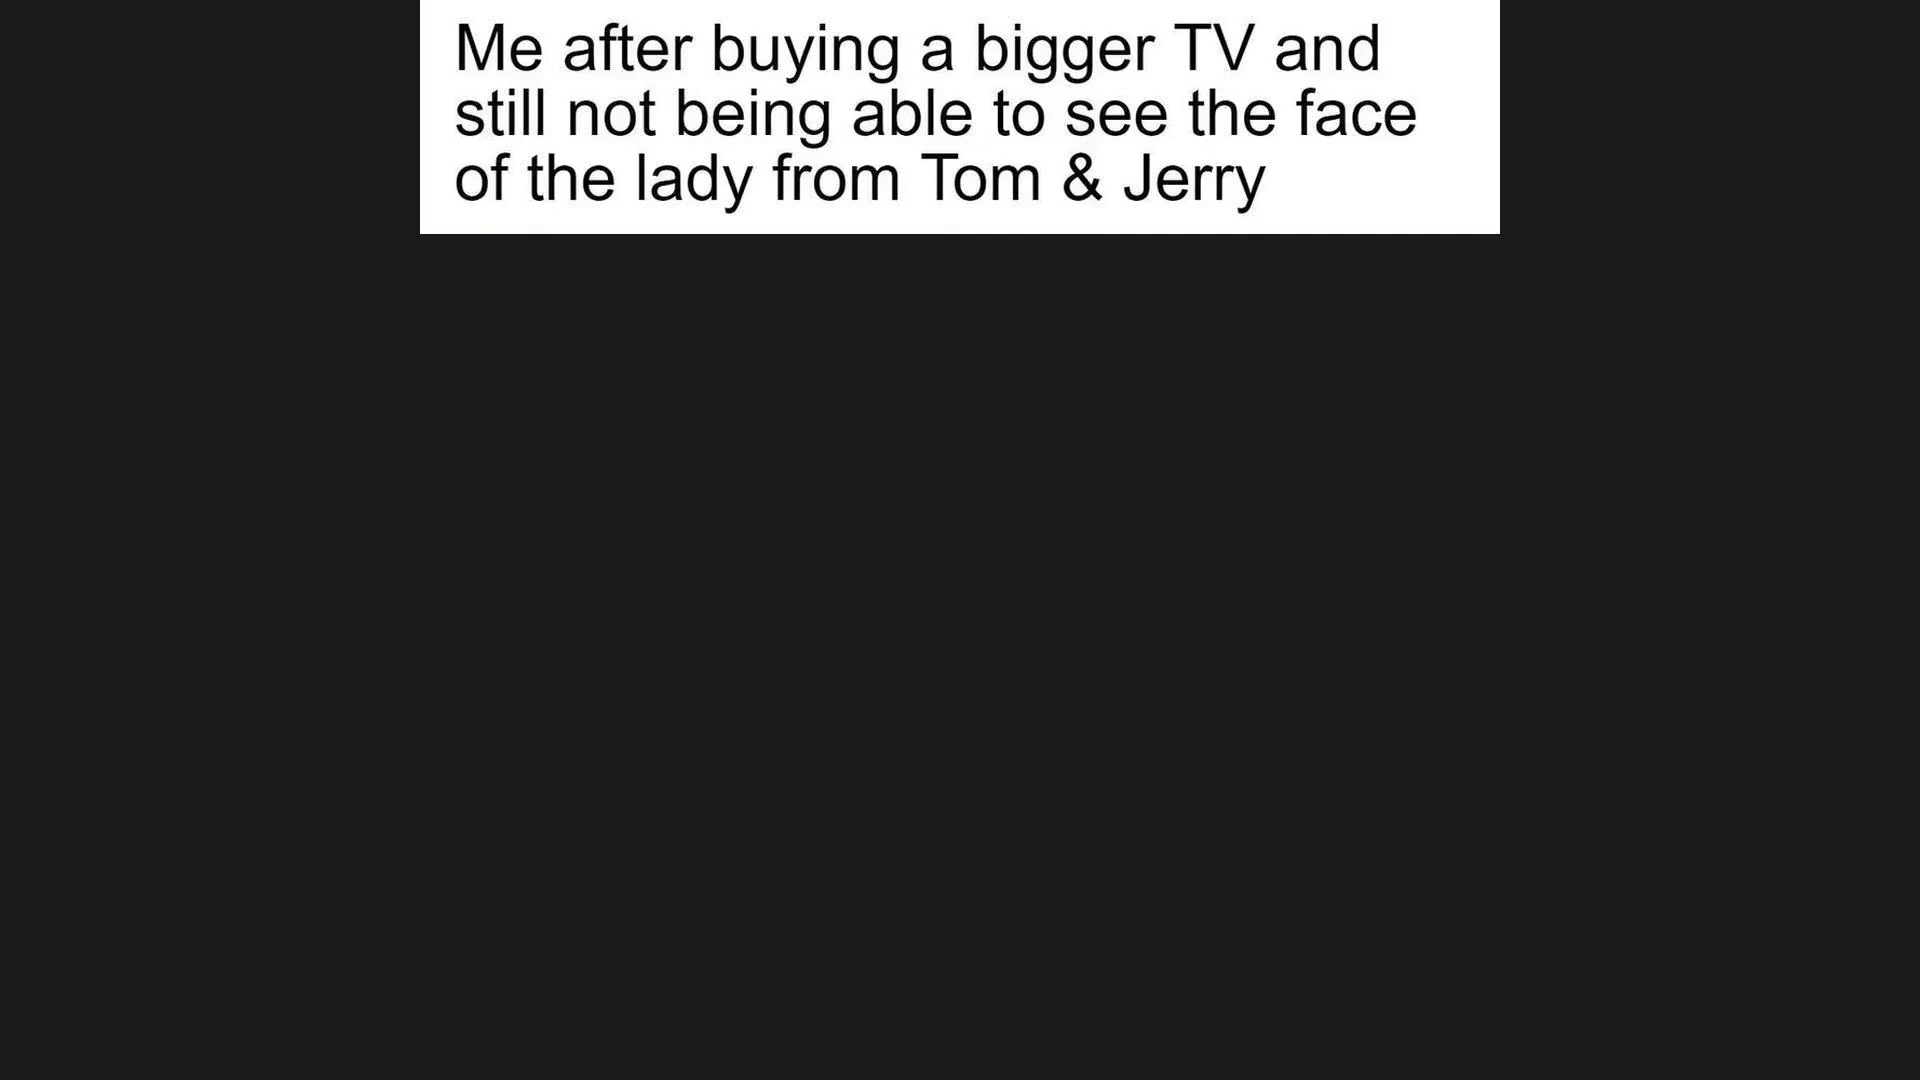 Me after buying a bigger TV and
still not being able to see the face
of the lady from Tom & Jerry